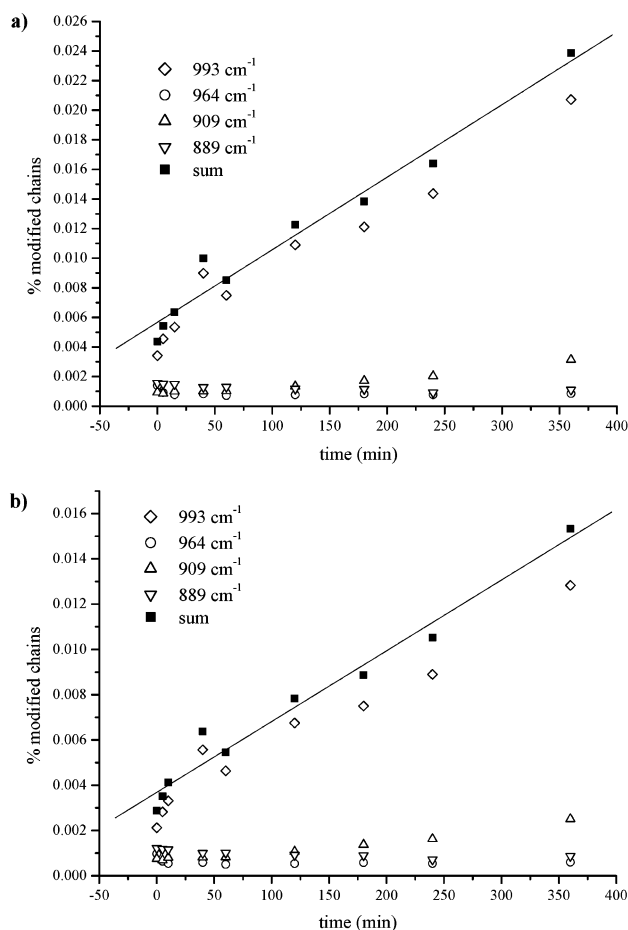 a)
0.026
0.024
0.022
0.020
0.018
0.016
0.014
0.012
0.010
0.008
0.006
0.004
0.002
0.000
% modified chains
993 cm⁻¹
964 cm⁻¹
909 cm⁻¹
889 cm⁻¹
sum
-50 0 50 100 150 200 250 300 350 400
time (min)
b)
0.016
0.014
0.012
0.010
0.008
0.006
0.004
0.002
0.000
% modified chains
993 cm⁻¹
964 cm⁻¹
909 cm⁻¹
889 cm⁻¹
sum
-50 0 50 100 150 200 250 300 350 400
time (min)